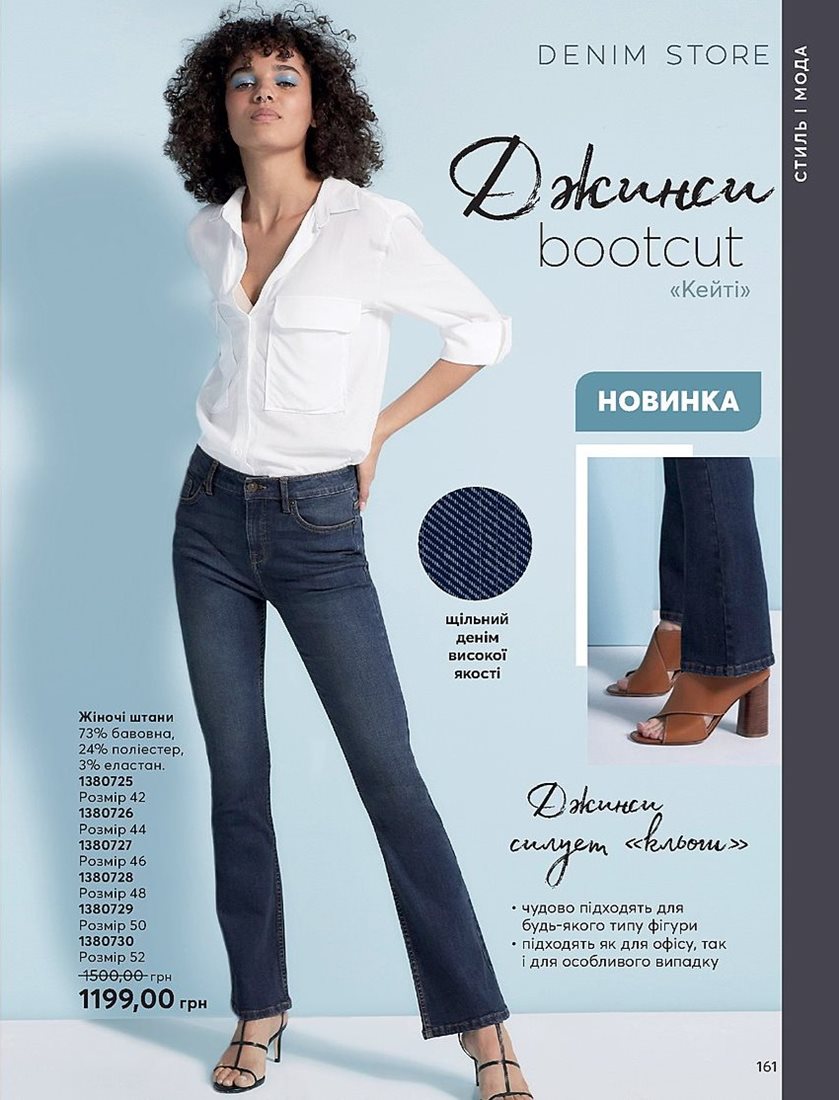 DENIM STORE
СТИЛЬ І МОДА
Джинси
bootcut
«Кейті»
НОВИНКА
щільний
денім
високої
якості
Жіночі штани
73% бавовна,
24% поліестер,
3% еластан.
1380725
Розмір 42
1380726
Розмір 44
1380727
Розмір 46
1380728
Розмір 48
1380729
Розмір 50
1380730
Розмір 52
1500,00 грн
1199,00 грн
Джинси
силует «кльош»
• чудово підходять для
будь-якого типу фігури
• підходять як для офісу, так
і для особливого випадку
161